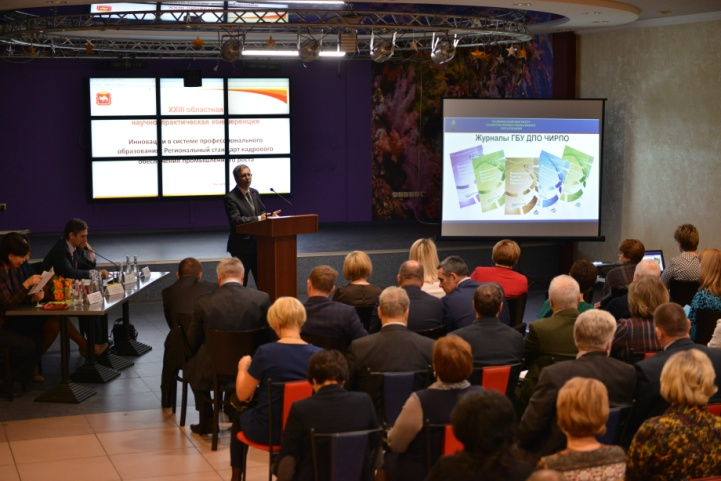 XXIII областная
научно-практическая конференция
Инновации в системе профессионального
образования. Региональный стандарт кадрового
обеспечения промышленного роста
Журналы ГБУ ДПО ЧИРПО